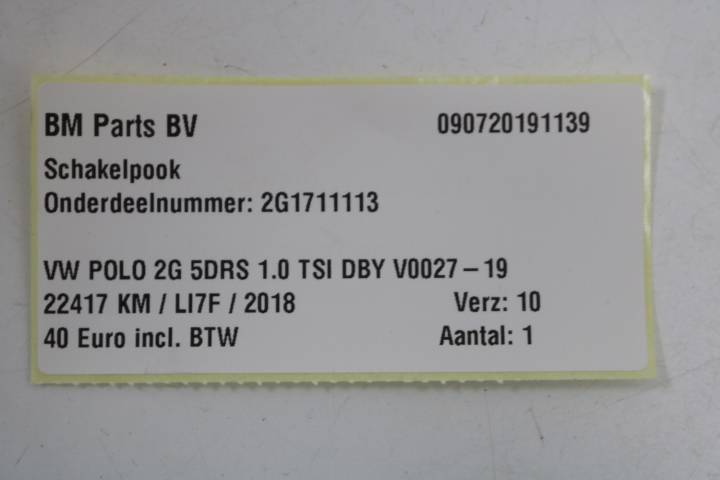 BM Parts BV 090720191139
Schakelpook
Onderdeelnummer: 2G1711113
VW POLO 2G 5DRS 1.0 TSI DBY V0027 – 19
22417 KM / LI7F / 2018 Verz: 10
40 Euro incl. BTW Aantal: 1